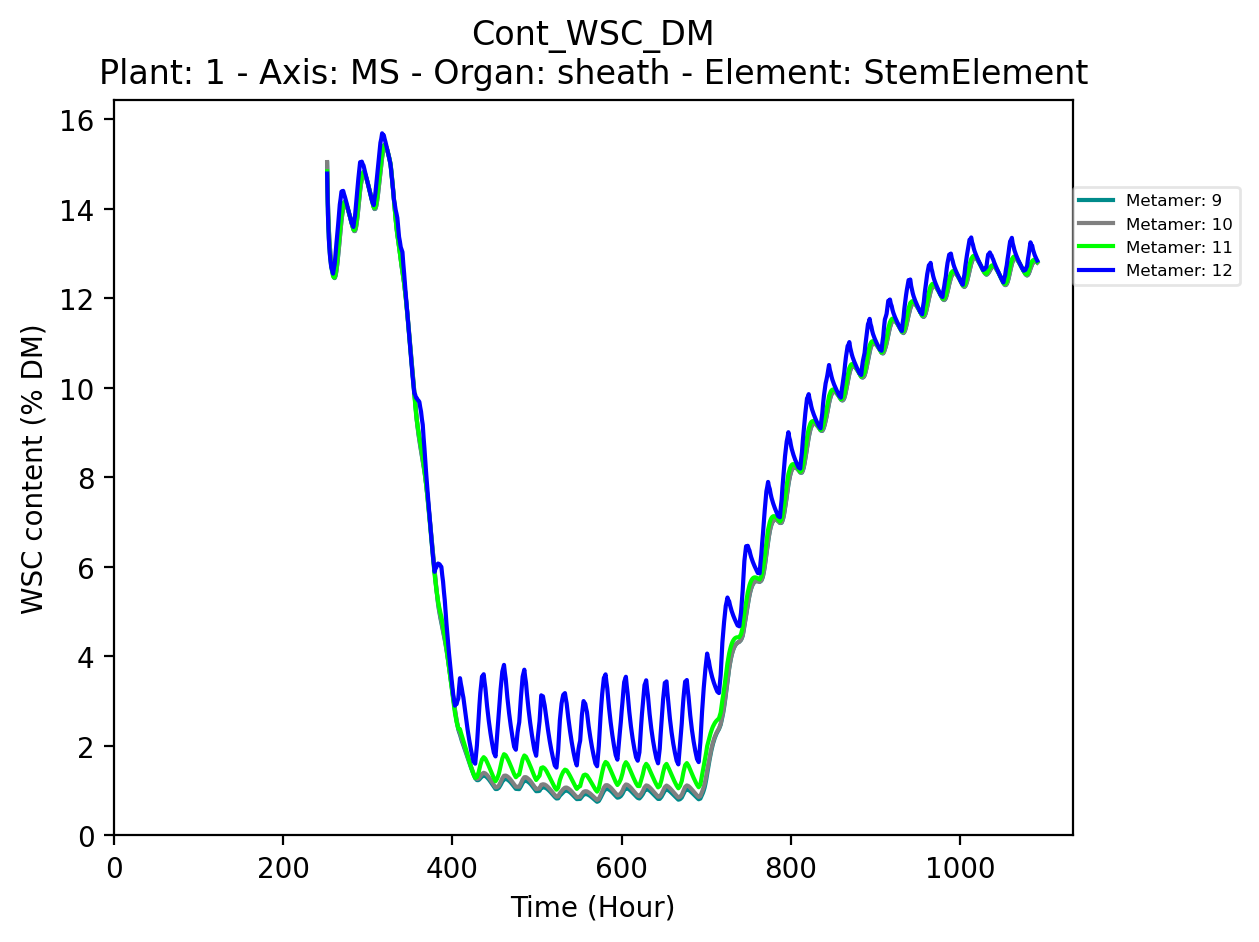 Cont_WSC_DM
Plant: 1 - Axis: MS - Organ: sheath - Element: StemElement
16
14
12
10
8
6
4
2
0
WSC content (% DM)
0 200 400 600 800 1000
Time (Hour)
Metamer: 9
Metamer: 10
Metamer: 11
Metamer: 12